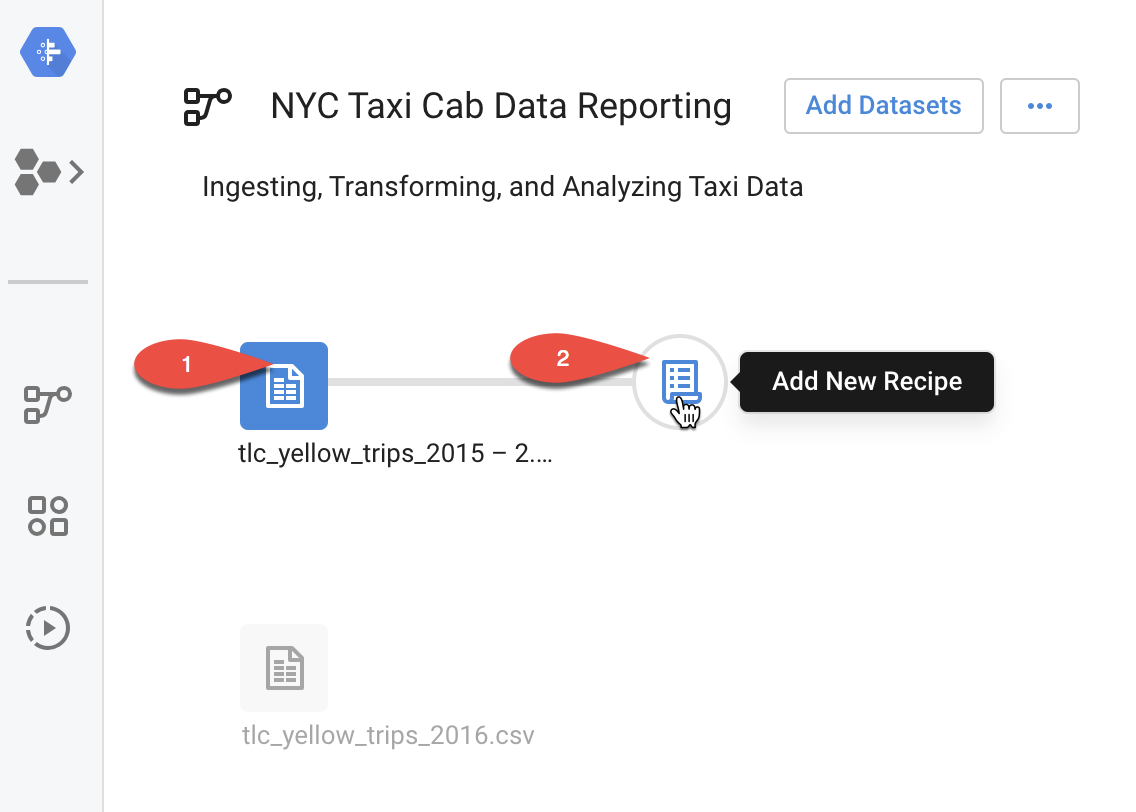 NYC Taxi Cab Data Reporting
Add Datasets
...
Ingesting, Transforming, and Analyzing Taxi Data
1
2
Add New Recipe
tlc_yellow_trips_2015 – 2....
tlc_yellow_trips_2016.csv